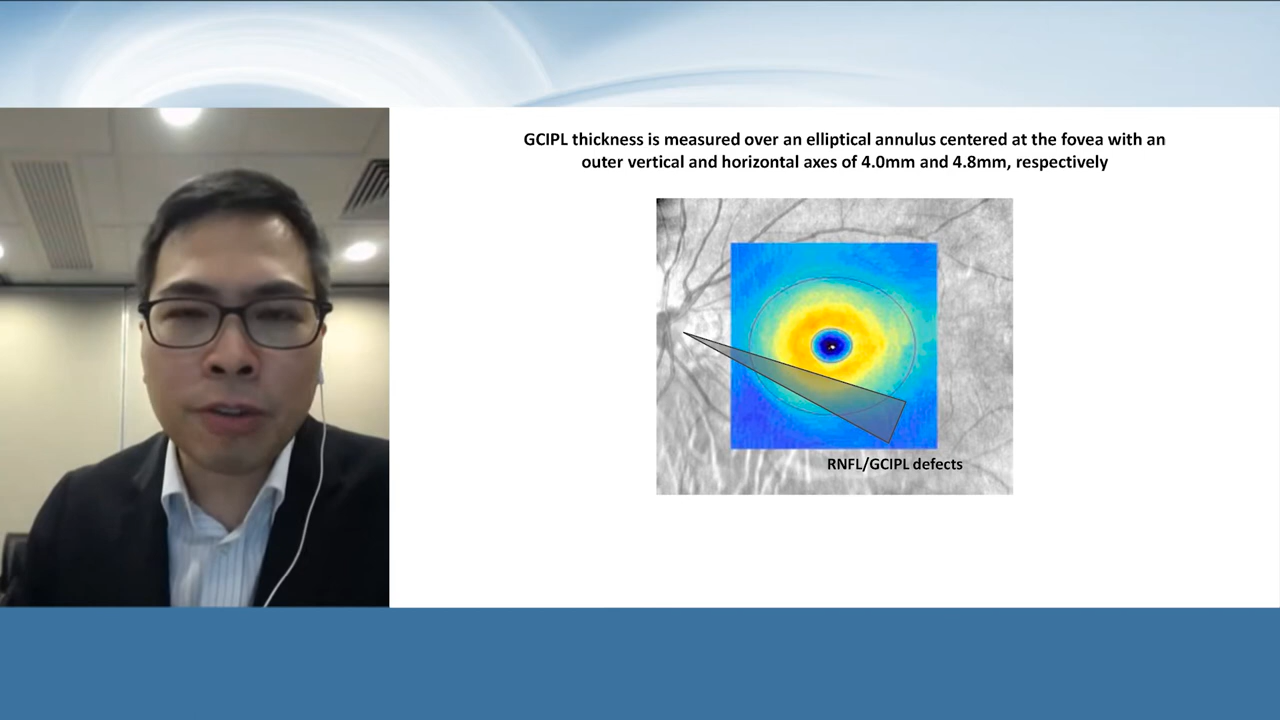 GCIPL thickness is measured over an elliptical annulus centered at the fovea with an
outer vertical and horizontal axes of 4.0mm and 4.8mm, respectively
RNFL/GCIPL defects